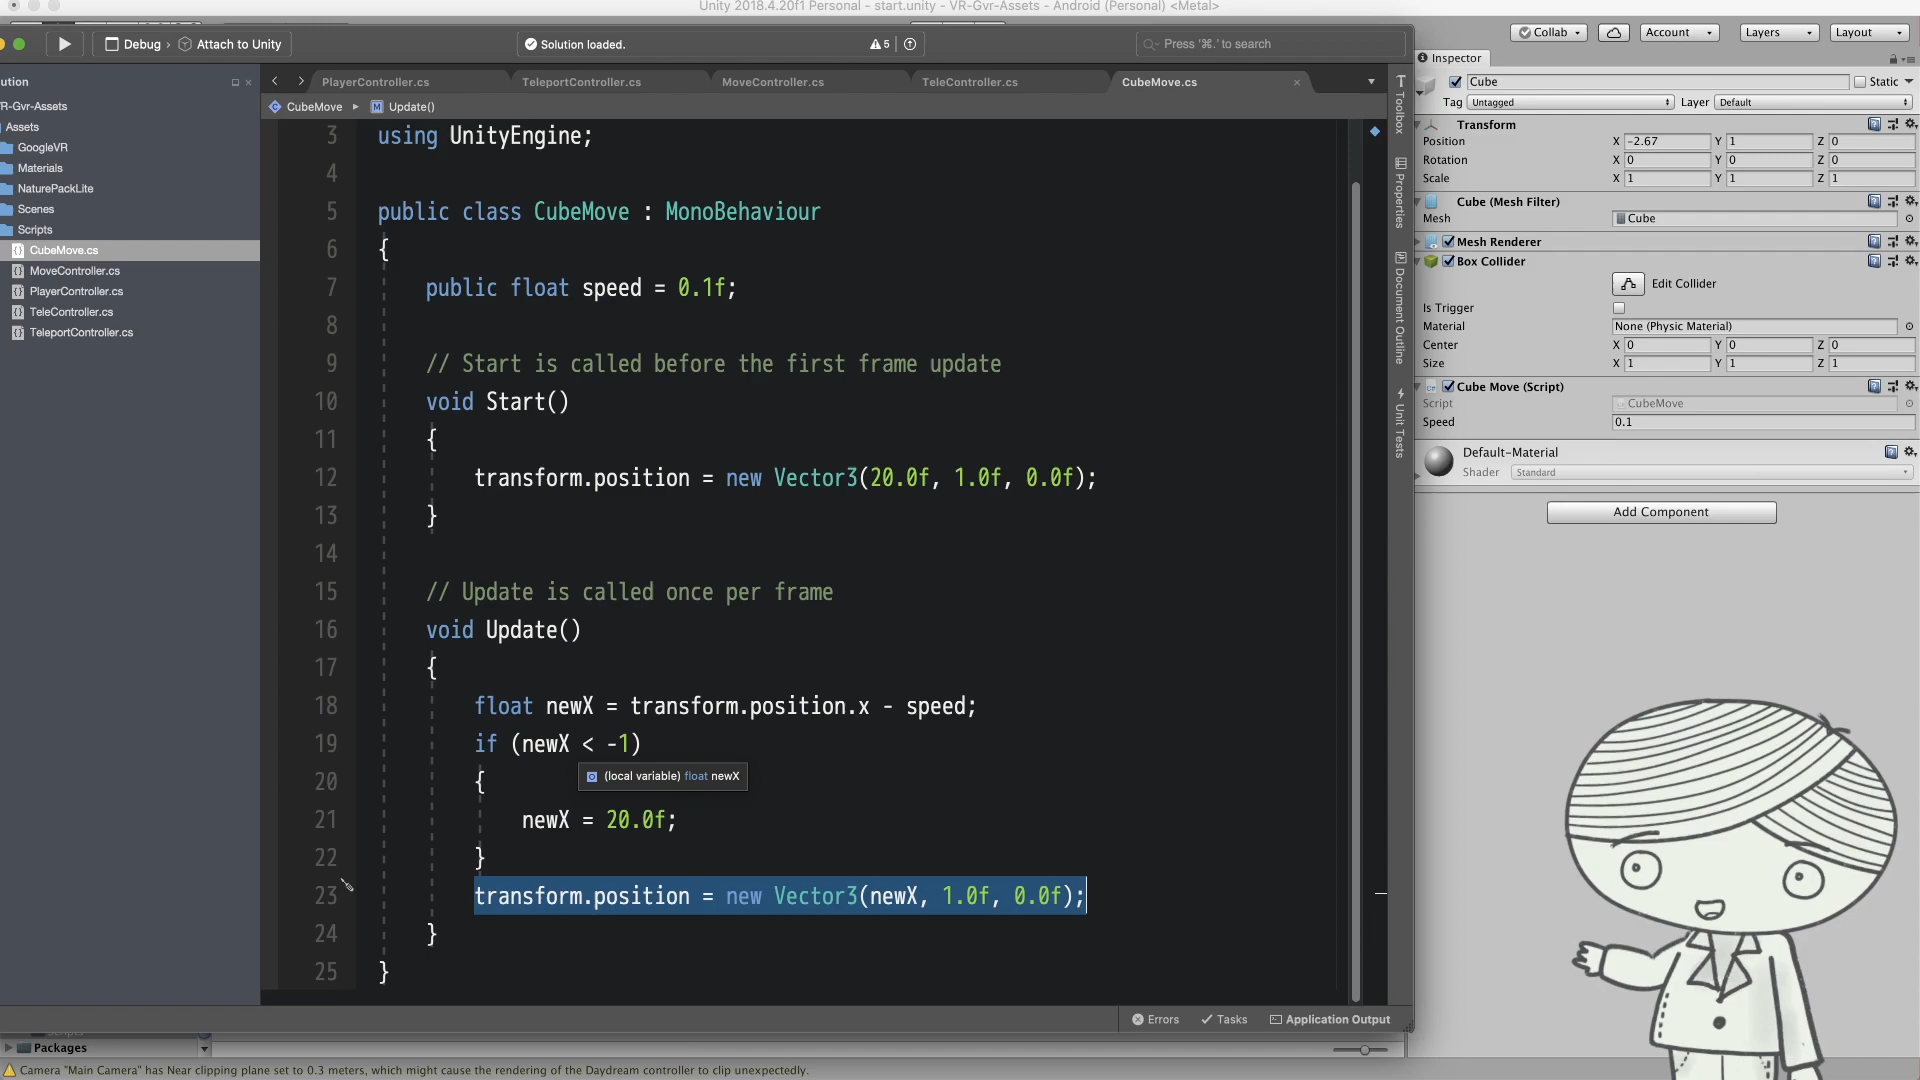 Unity 2018.4.20f1 Personal - start.unity - VR-Gvr-Assets - Android (Personal) <Metal>
Debug
Attach to Unity
Solution loaded.
5
Press '⌘.' to search
ution
PlayerController.cs
TeleportController.cs
MoveController.cs
TeleController.cs
CubeMove.cs
R-Gvr-Assets
Assets
GoogleVR
Materials
NaturePackLite
Scenes
Scripts
CubeMove.cs
MoveController.cs
PlayerController.cs
TeleController.cs
TeleportController.cs
CubeMove
Update()
3 using UnityEngine;
4
5 public class CubeMove : MonoBehaviour
6 {
7 public float speed = 0.1f;
8
9 // Start is called before the first frame update
10 void Start()
11 {
12 transform.position = new Vector3(20.0f, 1.0f, 0.0f);
13 }
14
15 // Update is called once per frame
16 void Update()
17 {
18 float newX = transform.position.x - speed;
19 if (newX < -1)
(local variable) float newX
20 {
21 newX = 20.0f;
22 }
23 transform.position = new Vector3(newX, 1.0f, 0.0f);
24 }
25 }
Toolbox
Properties
Document Outline
Unit Tests
Errors
Tasks
Application Output
Packages
Camera "Main Camera" has Near clipping plane set to 0.3 meters, which might cause the rendering of the Daydream controller to clip unexpectedly.
Collab
Account
Layers
Layout
Inspector
Cube
Static
Tag Untagged
Layer Default
Transform
Position X -2.67 Y 1 Z 0
Rotation X 0 Y 0 Z 0
Scale X 1 Y 1 Z 1
Cube (Mesh Filter)
Mesh Cube
Mesh Renderer
Box Collider
Edit Collider
Is Trigger
Material None (Physic Material)
Center X 0 Y 0 Z 0
Size X 1 Y 1 Z 1
Cube Move (Script)
Script CubeMove
Speed 0.1
Default-Material
Shader Standard
Add Component